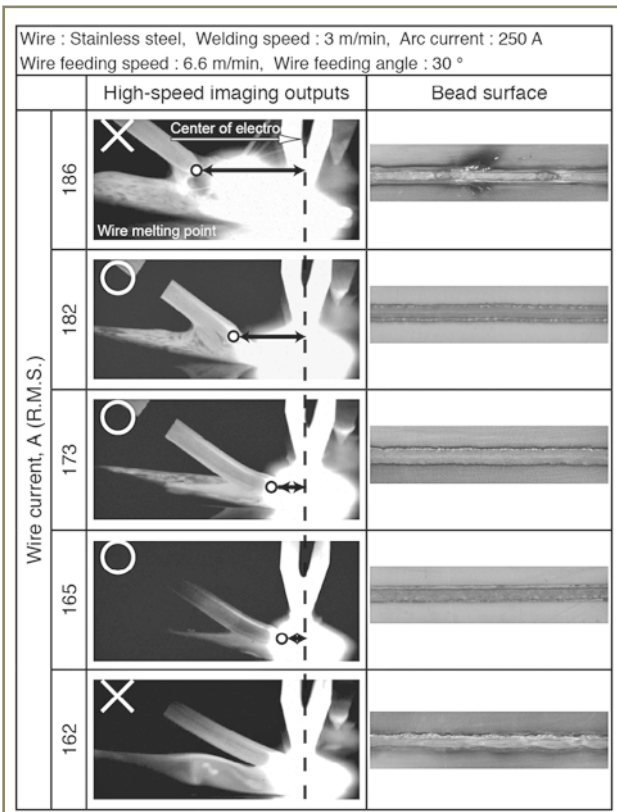 Wire : Stainless steel, Welding speed : 3 m/min, Arc current : 250 A
Wire feeding speed : 6.6 m/min, Wire feeding angle : 30 °
High-speed imaging outputs
Bead surface
Wire current, A (R.M.S.)
186
Center of electro
Wire melting point
182
173
165
162